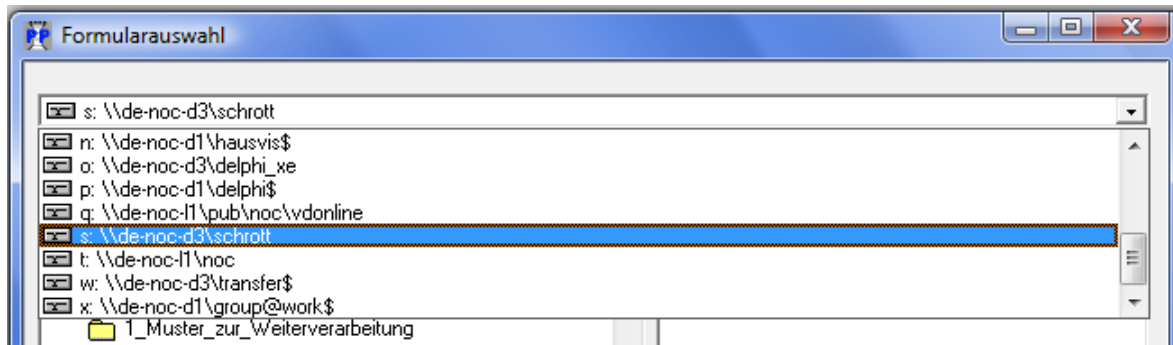 Formularauswahl
s: \\de-noc-d3\schrott
n: \\de-noc-d1\hausvis$
o: \\de-noc-d3\delphi_xe
p: \\de-noc-d1\delphi$
q: \\de-noc-l1\pub\noc\vdonline
s: \\de-noc-d3\schrott
t: \\de-noc-l1\noc
w: \\de-noc-d3\transfer$
x: \\de-noc-d1\group@work$
1_Muster_zur_Weiterverarbeitung